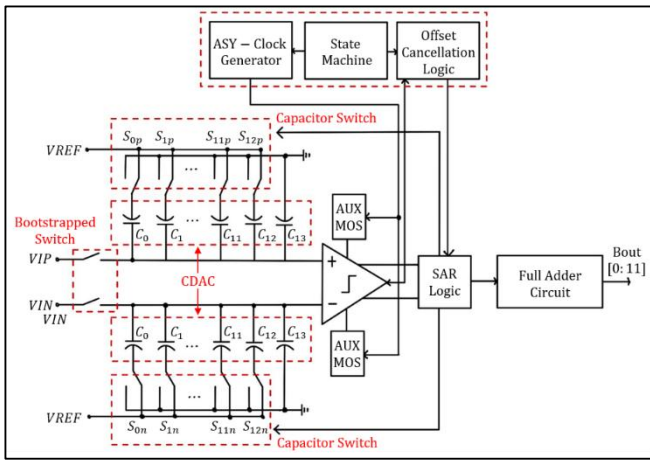 ASY – Clock
Generator
State
Machine
Offset
Cancellation
Logic
Capacitor Switch
S0p S1p ... S11p S12p
VREF
Bootstrapped
Switch
C0 C1 ... C11 C12 C13
AUX
MOS
VIP
CDAC
+
SAR
Logic
Full Adder
Circuit
Bout
[0: 11]
VIN
VIN
−
C0 C1 ... C11 C12 C13
AUX
MOS
...
VREF
S0n S1n S11n S12n
Capacitor Switch